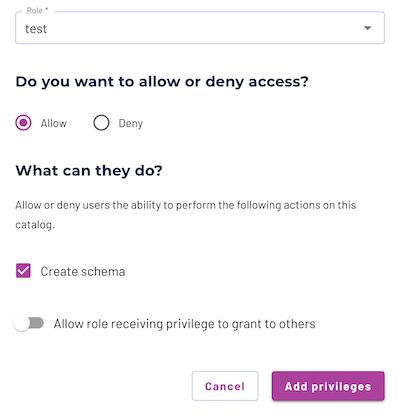 Role *
test
Do you want to allow or deny access?
Allow
Deny
What can they do?
Allow or deny users the ability to perform the following actions on this
catalog.
Create schema
Allow role receiving privilege to grant to others
Cancel
Add privileges